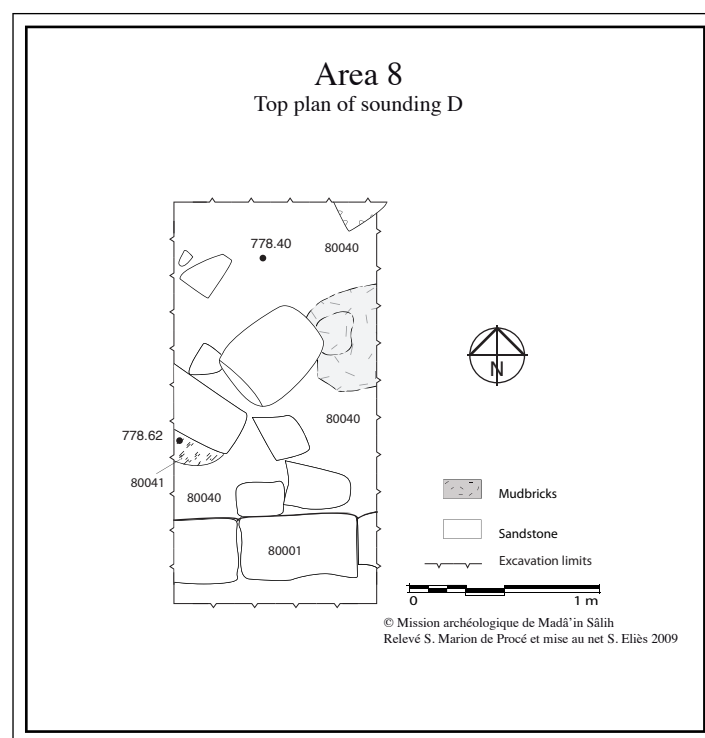 Area 8
Top plan of sounding D
778.40
80040
80040
778.62
80041
80040
80001
N
Mudbricks
Sandstone
Excavation limits
0 1 m
© Mission archéologique de Madâ'in Sâlih
Relevé S. Marion de Procé et mise au net S. Eliès 2009